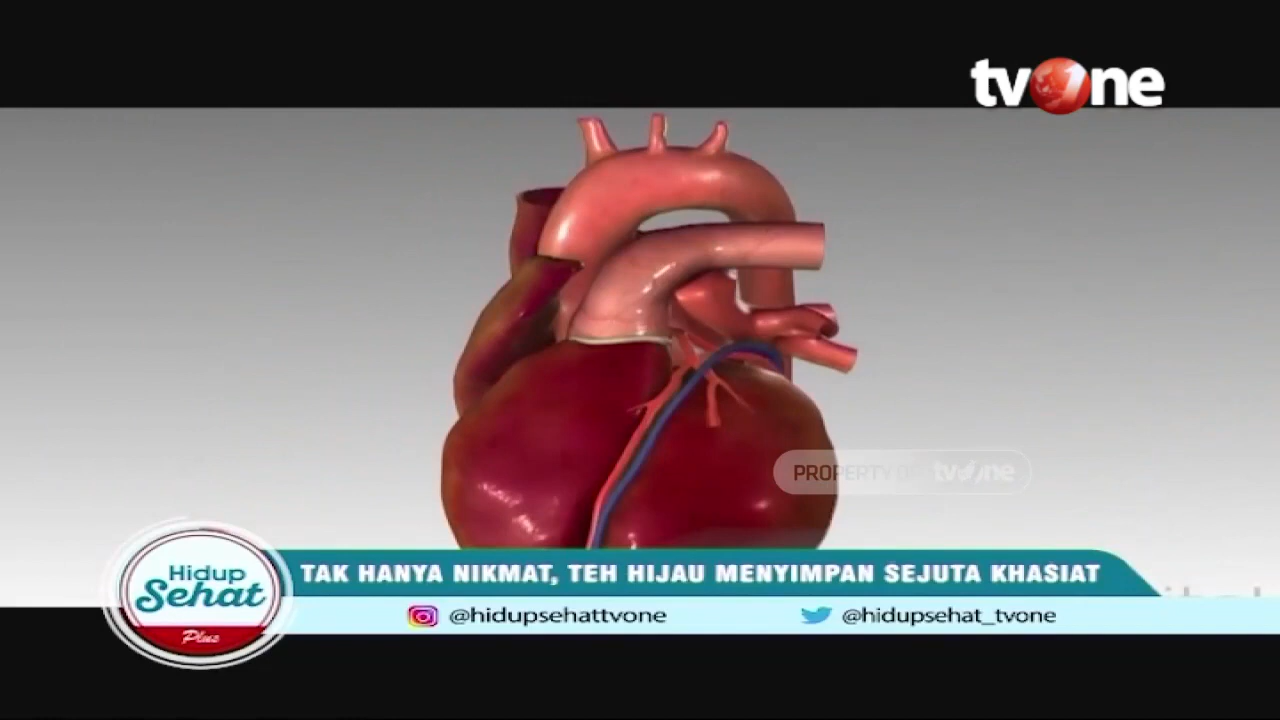 tvOne
PROPERTY OF tvOne
Hidup
Sehat
Plus
TAK HANYA NIKMAT, TEH HIJAU MENYIMPAN SEJUTA KHASIAT
@hidupsehattvone
@hidupsehat_tvone